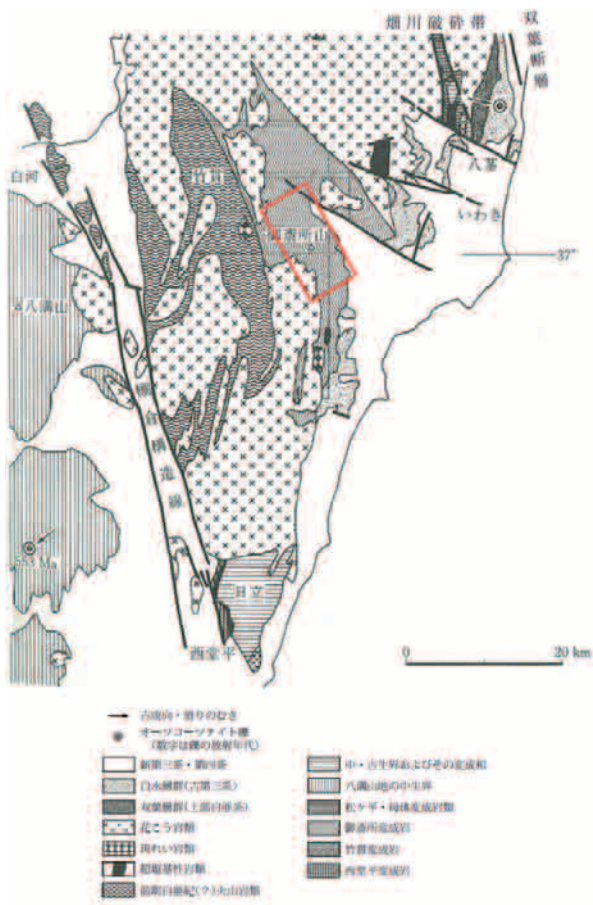 畑川破砕帯
双葉断層
白河
竹貫
八茎
いわき
御斎所山
37°
八溝山
棚倉構造線
日立
西堂平
0 20 km
古流向・滑りのむき
オーソコーツァイト礫
(数字は礫の放射年代)
新第三系・第四系
白水層群(古第三系)
双葉層群(上部白亜系)
花こう岩類
斑れい岩類
超塩基性岩類
前期白亜紀(?)火山岩類
中・古生界およびその変成相
八溝山地の中生界
松ケ平・母体変成岩類
御斎所変成岩
竹貫変成岩
西堂平変成岩